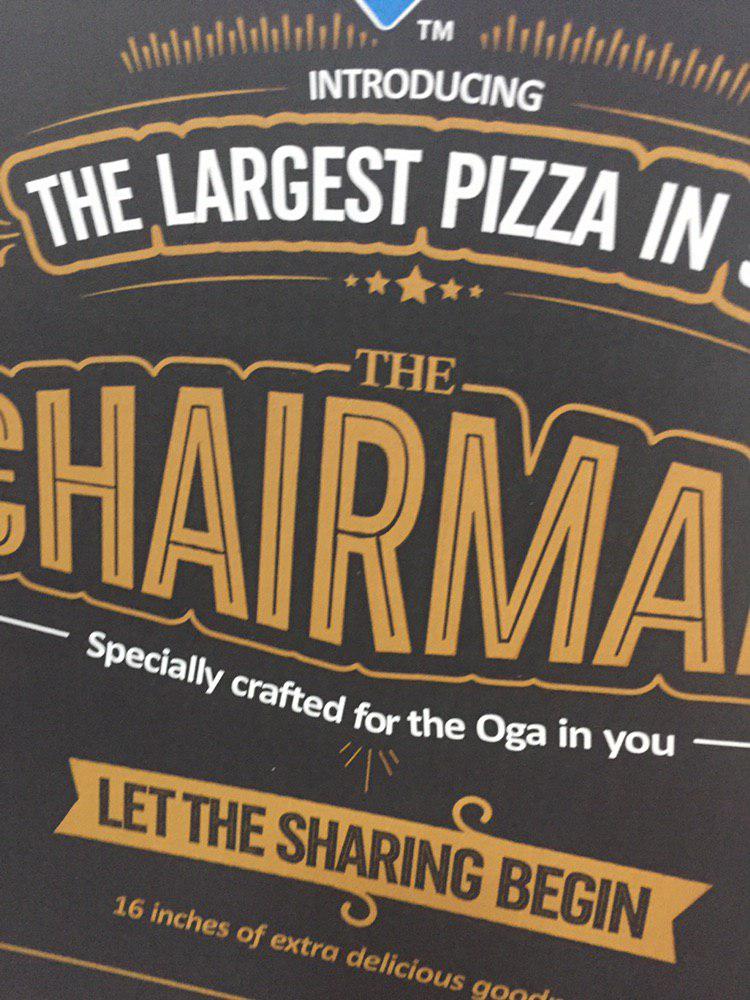 TM
INTRODUCING
THE LARGEST PIZZA IN
THE
CHAIRMA
Specially crafted for the Oga in you
LET THE SHARING BEGIN
16 inches of extra delicious